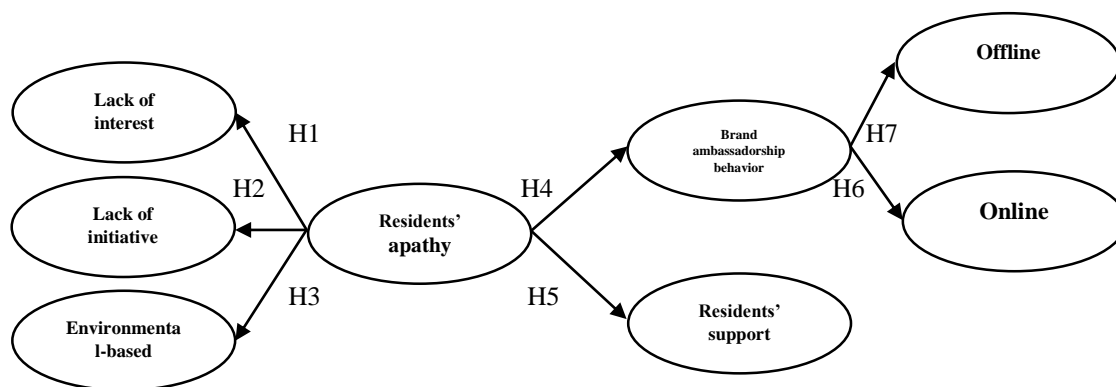 Lack of
interest
H1
H2
Lack of
initiative
H3
Environmenta
l-based
Residents’
apathy
H4
H5
Brand
ambassadorship
behavior
Residents’
support
H7
H6
Offline
Online